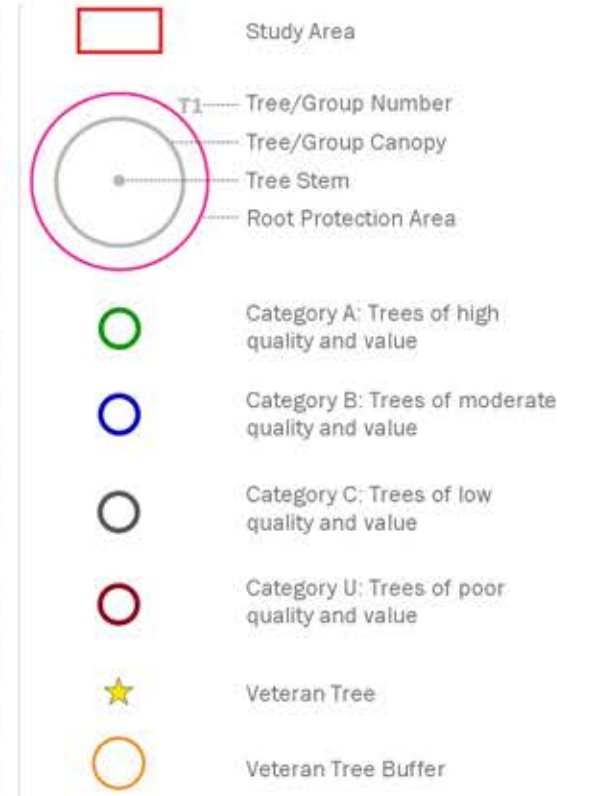 Study Area
T1
Tree/Group Number
Tree/Group Canopy
Tree Stem
Root Protection Area
Category A: Trees of high
quality and value
Category B: Trees of moderate
quality and value
Category C: Trees of low
quality and value
Category U: Trees of poor
quality and value
Veteran Tree
Veteran Tree Buffer